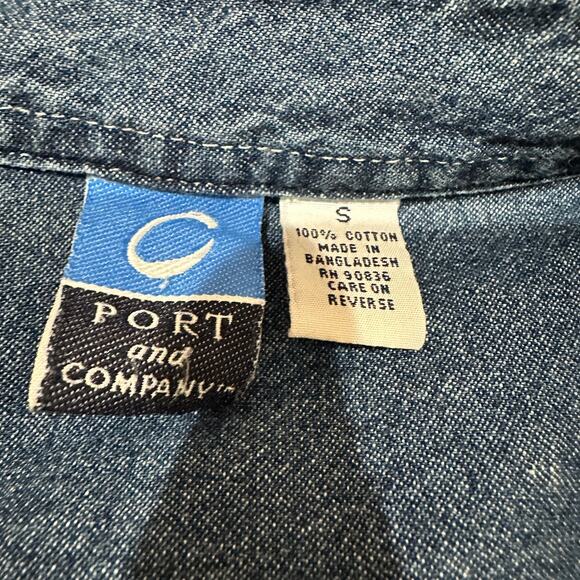 PORT
and
COMPANY™
S
100% COTTON
MADE IN
BANGLADESH
RN 90836
CARE ON
REVERSE